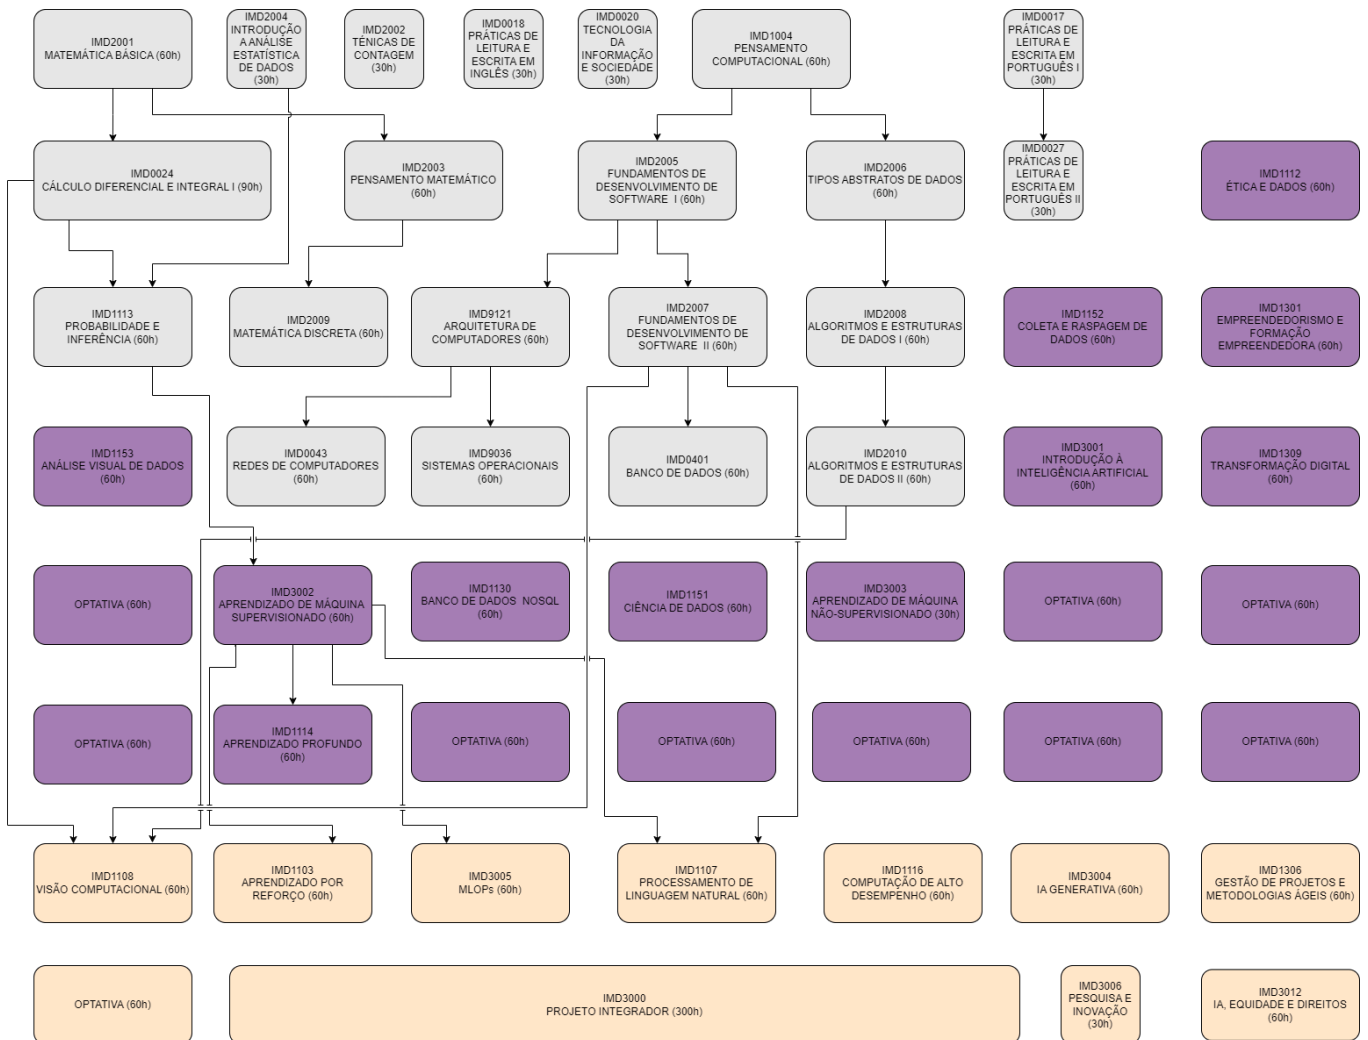 IMD2001
MATEMÁTICA BÁSICA (60h)
IMD2004
INTRODUÇÃO
A ANÁLISE
ESTATÍSTICA
DE DADOS
(30h)
IMD2002
TÉNICAS DE
CONTAGEM
(30h)
IMD0018
PRÁTICAS DE
LEITURA E
ESCRITA EM
INGLÊS (30h)
IMD0020
TECNOLOGIA
DA
INFORMAÇÃO
E SOCIEDADE
(30h)
IMD1004
PENSAMENTO
COMPUTACIONAL (60h)
IMD0017
PRÁTICAS DE
LEITURA E
ESCRITA EM
PORTUGUÊS I
(30h)
IMD0024
CÁLCULO DIFERENCIAL E INTEGRAL I (90h)
IMD2003
PENSAMENTO MATEMÁTICO
(60h)
IMD2005
FUNDAMENTOS DE
DESENVOLVIMENTO DE
SOFTWARE I (60h)
IMD2006
TIPOS ABSTRATOS DE DADOS
(60h)
IMD0027
PRÁTICAS DE
LEITURA E
ESCRITA EM
PORTUGUÊS II
(30h)
IMD1112
ÉTICA E DADOS (60h)
IMD1113
PROBABILIDADE E
INFERÊNCIA (60h)
IMD2009
MATEMÁTICA DISCRETA (60h)
IMD9121
ARQUITETURA DE
COMPUTADORES (60h)
IMD2007
FUNDAMENTOS DE
DESENVOLVIMENTO DE
SOFTWARE II (60h)
IMD2008
ALGORITMOS E ESTRUTURAS
DE DADOS I (60h)
IMD1152
COLETA E RASPAGEM DE
DADOS (60h)
IMD1301
EMPREENDEDORISMO E
FORMAÇÃO
EMPREENDEDORA (60h)
IMD1153
ANÁLISE VISUAL DE DADOS
(60h)
IMD0043
REDES DE COMPUTADORES
(60h)
IMD9036
SISTEMAS OPERACIONAIS
(60h)
IMD0401
BANCO DE DADOS (60h)
IMD2010
ALGORITMOS E ESTRUTURAS
DE DADOS II (60h)
IMD3001
INTRODUÇÃO À
INTELIGÊNCIA ARTIFICIAL
(60h)
IMD1309
TRANSFORMAÇÃO DIGITAL
(60h)
OPTATIVA (60h)
IMD3002
APRENDIZADO DE MÁQUINA
SUPERVISIONADO (60h)
IMD1130
BANCO DE DADOS NOSQL
(60h)
IMD1151
CIÊNCIA DE DADOS (60h)
IMD3003
APRENDIZADO DE MÁQUINA
NÃO-SUPERVISIONADO (30h)
OPTATIVA (60h)
OPTATIVA (60h)
OPTATIVA (60h)
IMD1114
APRENDIZADO PROFUNDO
(60h)
OPTATIVA (60h)
OPTATIVA (60h)
OPTATIVA (60h)
OPTATIVA (60h)
OPTATIVA (60h)
IMD1108
VISÃO COMPUTACIONAL (60h)
IMD1103
APRENDIZADO POR
REFORÇO (60h)
IMD3005
MLOPs (60h)
IMD1107
PROCESSAMENTO DE
LINGUAGEM NATURAL (60h)
IMD1116
COMPUTAÇÃO DE ALTO
DESEMPENHO (60h)
IMD3004
IA GENERATIVA (60h)
IMD1306
GESTÃO DE PROJETOS E
METODOLOGIAS ÁGEIS (60h)
OPTATIVA (60h)
IMD3000
PROJETO INTEGRADOR (300h)
IMD3006
PESQUISA E
INOVAÇÃO
(30h)
IMD3012
IA, EQUIDADE E DIREITOS
(60h)